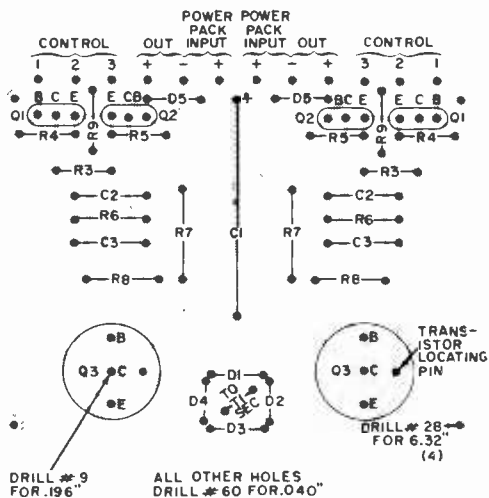 POWER POWER
PACK PACK
CONTROL OUT INPUT INPUT OUT CONTROL
1 2 3 + - + + - + 3 2 1
B C E E CB D5 + D5 BC E E C B
Q1 R9 Q2 Q2 R9 Q1
R4 R5 R5 R4
R3 R3
C2 C2
R6 R6
R7 C1 R7
C3 C3
R8 R8
B B TRANS-
ISTOR
LOCATING
PIN
Q3 C D1 Q3 C
D4 TO T1 SEC D2
E D3 E
DRILL # 28
FOR 6.32"
(4)
DRILL # 9
FOR .196"
ALL OTHER HOLES
DRILL # 60 FOR .040"